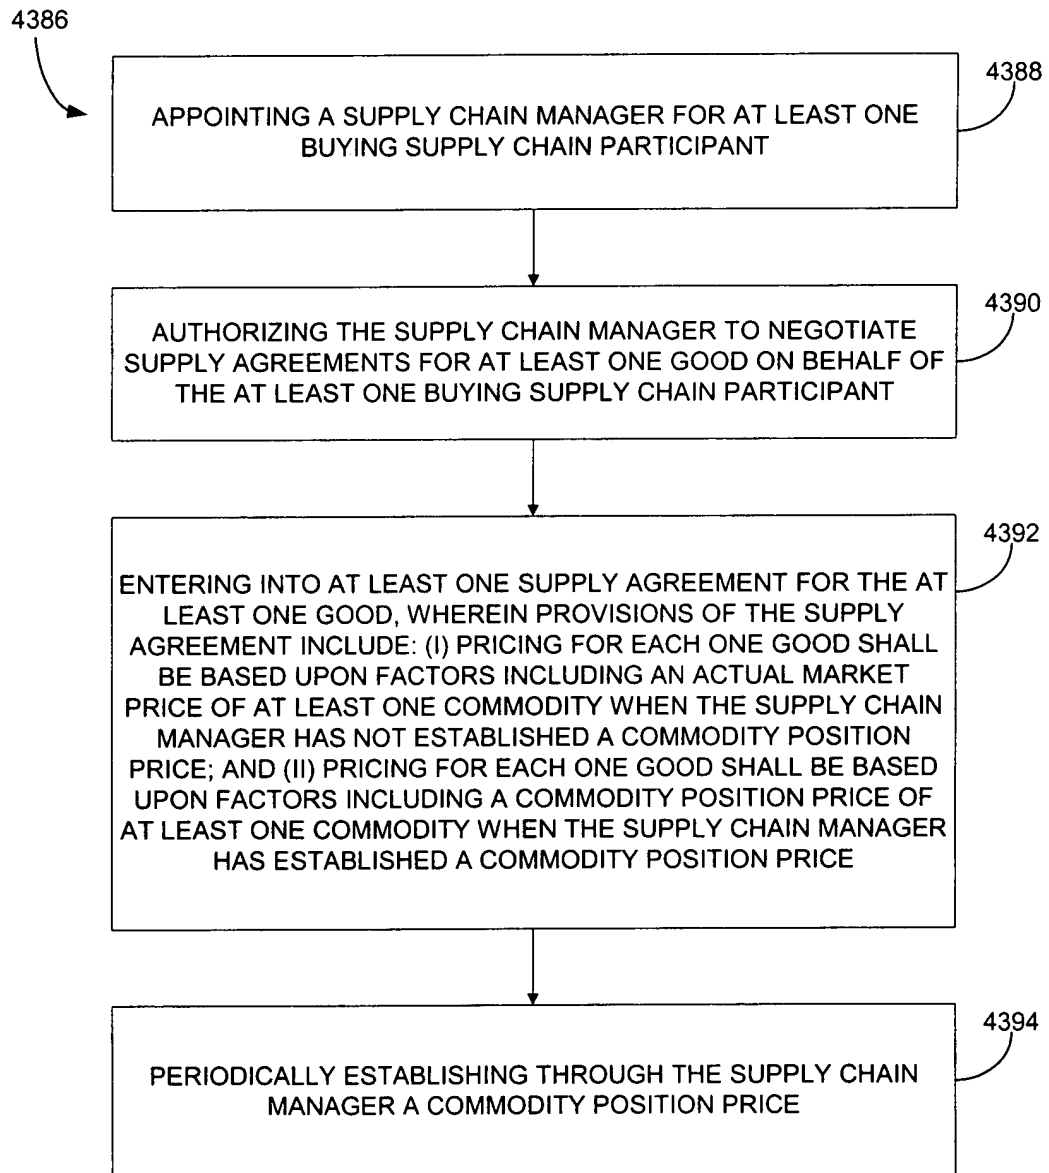 4386
4388
APPOINTING A SUPPLY CHAIN MANAGER FOR AT LEAST ONE
BUYING SUPPLY CHAIN PARTICIPANT
4390
AUTHORIZING THE SUPPLY CHAIN MANAGER TO NEGOTIATE
SUPPLY AGREEMENTS FOR AT LEAST ONE GOOD ON BEHALF OF
THE AT LEAST ONE BUYING SUPPLY CHAIN PARTICIPANT
4392
ENTERING INTO AT LEAST ONE SUPPLY AGREEMENT FOR THE AT
LEAST ONE GOOD, WHEREIN PROVISIONS OF THE SUPPLY
AGREEMENT INCLUDE: (I) PRICING FOR EACH ONE GOOD SHALL
BE BASED UPON FACTORS INCLUDING AN ACTUAL MARKET
PRICE OF AT LEAST ONE COMMODITY WHEN THE SUPPLY CHAIN
MANAGER HAS NOT ESTABLISHED A COMMODITY POSITION
PRICE; AND (II) PRICING FOR EACH ONE GOOD SHALL BE BASED
UPON FACTORS INCLUDING A COMMODITY POSITION PRICE OF
AT LEAST ONE COMMODITY WHEN THE SUPPLY CHAIN MANAGER
HAS ESTABLISHED A COMMODITY POSITION PRICE
4394
PERIODICALLY ESTABLISHING THROUGH THE SUPPLY CHAIN
MANAGER A COMMODITY POSITION PRICE